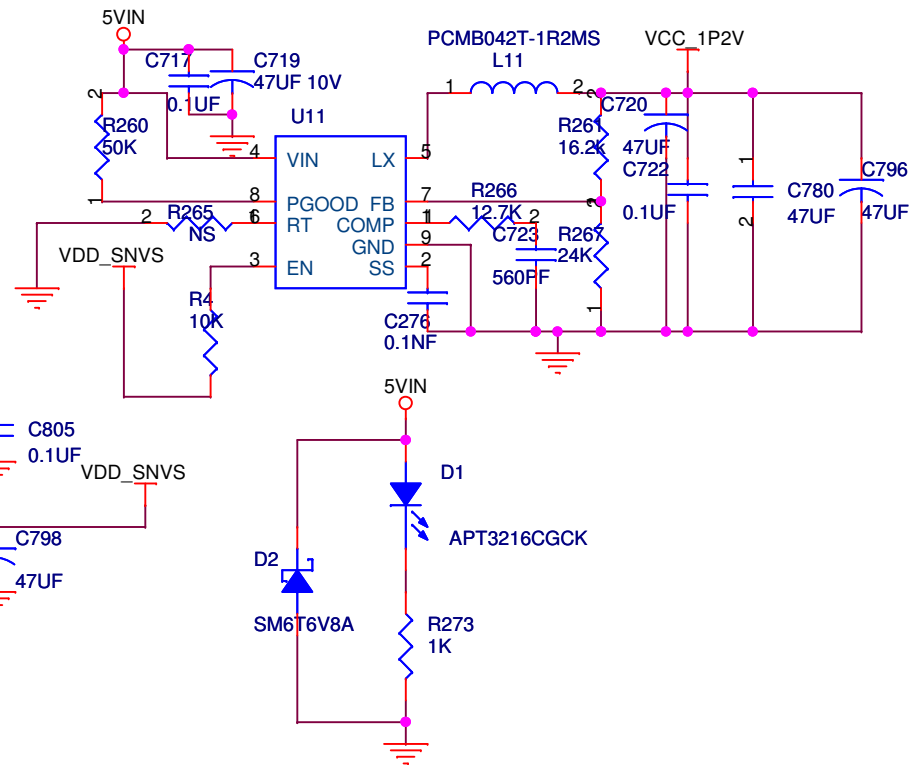 5VIN
PCMB042T-1R2MS
VCC_1P2V
L11
C717
C719
47UF 10V
0.1UF
1
2
2
U11
R260
50K
C720
R261
16.2K
47UF
C722
0.1UF
4
VIN
LX
5
1
C780
47UF
2
C796
47UF
1
8
PGOOD
FB
7
R266
12.7K
2
R265
NS
6
RT
COMP
1
2
C723
R267
24K
GND
9
VDD_SNVS
3
EN
SS
2
560PF
R4
10K
C276
0.1NF
1
5VIN
C805
0.1UF
VDD_SNVS
D1
APT3216CGCK
C798
47UF
D2
SM6T6V8A
R273
1K